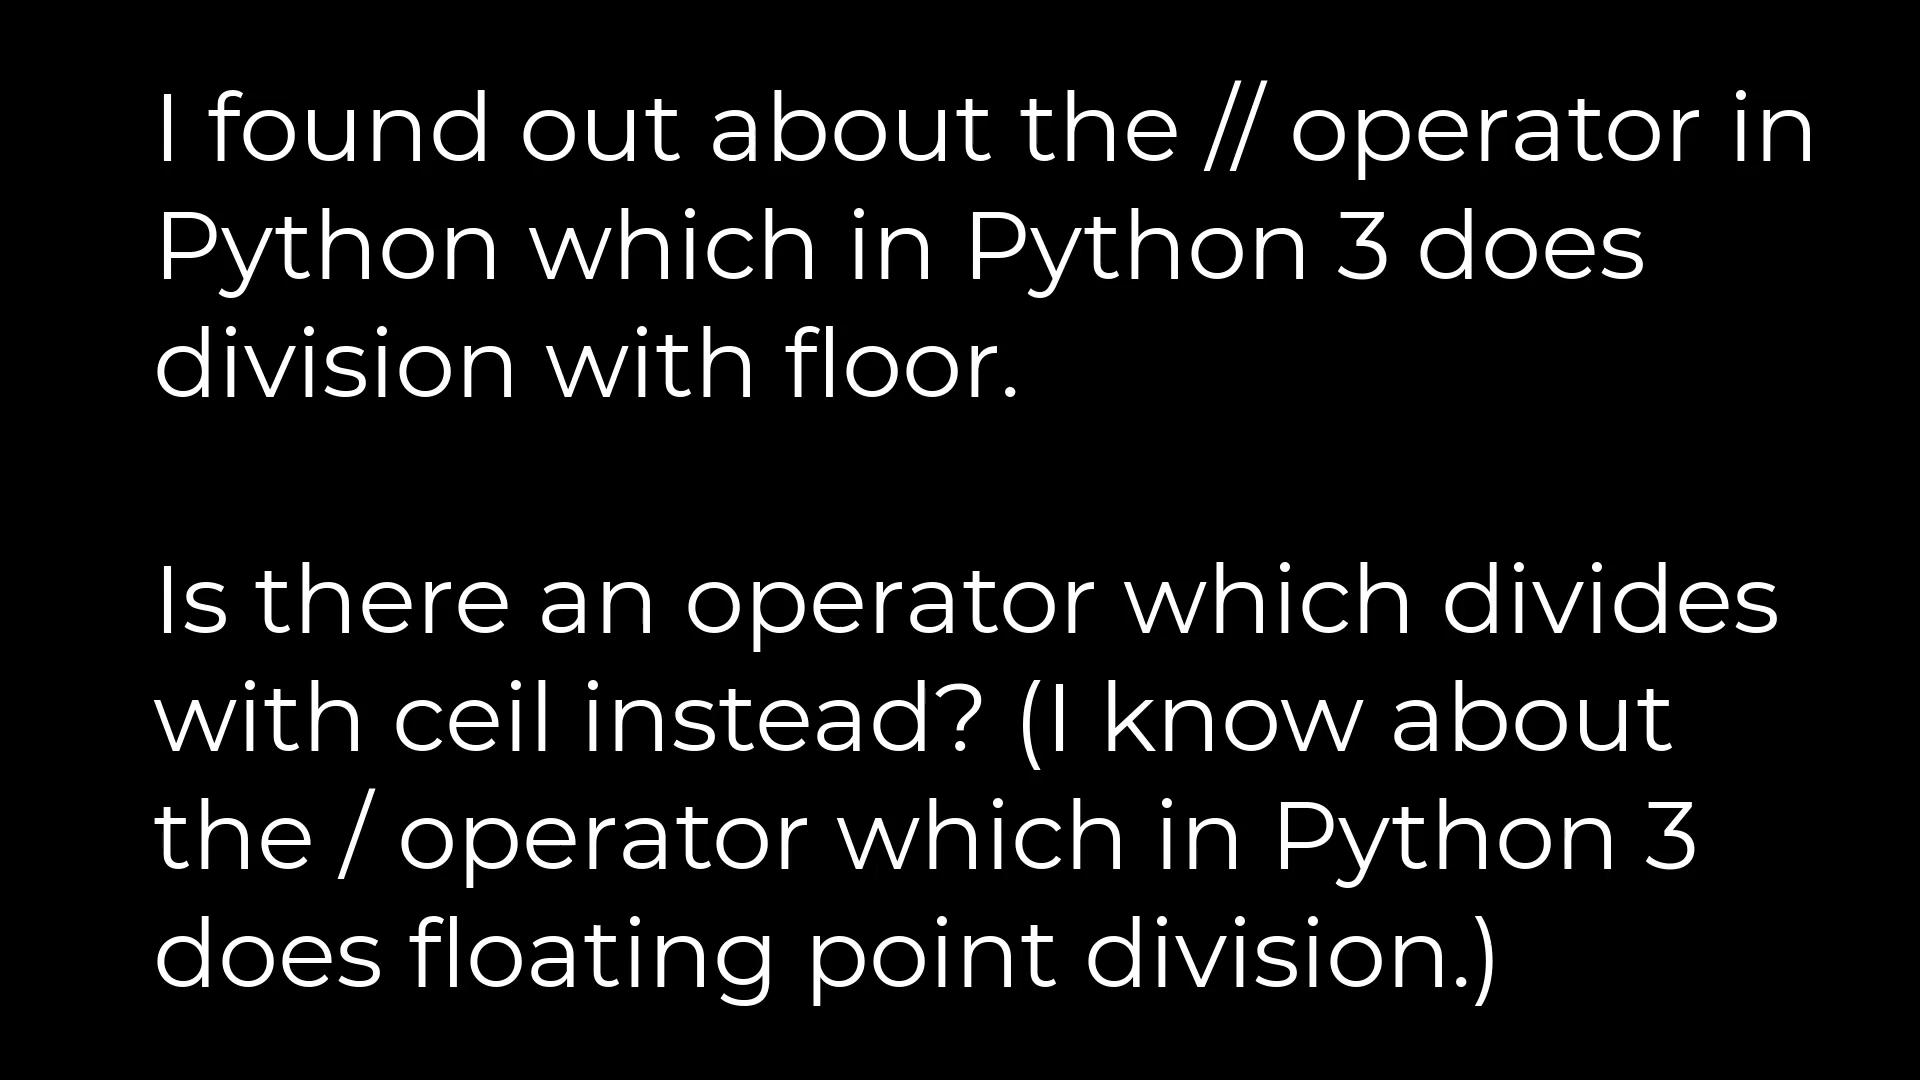 I found out about the // operator in
Python which in Python 3 does
division with floor.
Is there an operator which divides
with ceil instead? (I know about
the / operator which in Python 3
does floating point division.)